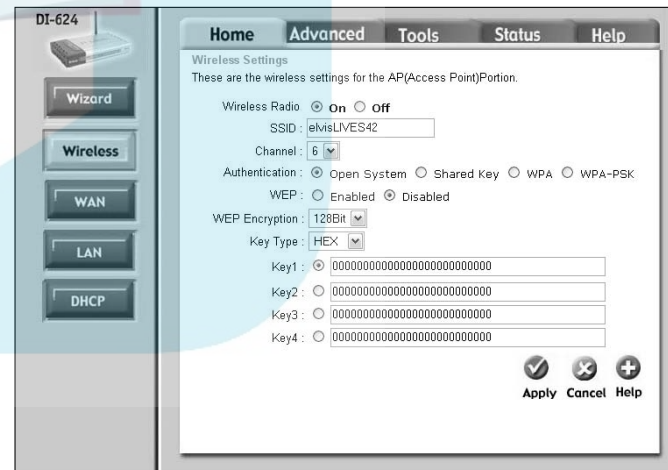 DI-624
Home Advanced Tools Status Help
Wizard
Wireless
WAN
LAN
DHCP
Wireless Settings
These are the wireless settings for the AP(Access Point)Portion.
Wireless Radio On Off
SSID : elvisLIVES42
Channel : 6
Authentication : Open System Shared Key WPA WPA-PSK
WEP : Enabled Disabled
WEP Encryption : 128Bit
Key Type : HEX
Key1 : 00000000000000000000000000
Key2 : 00000000000000000000000000
Key3 : 00000000000000000000000000
Key4 : 00000000000000000000000000
Apply Cancel Help